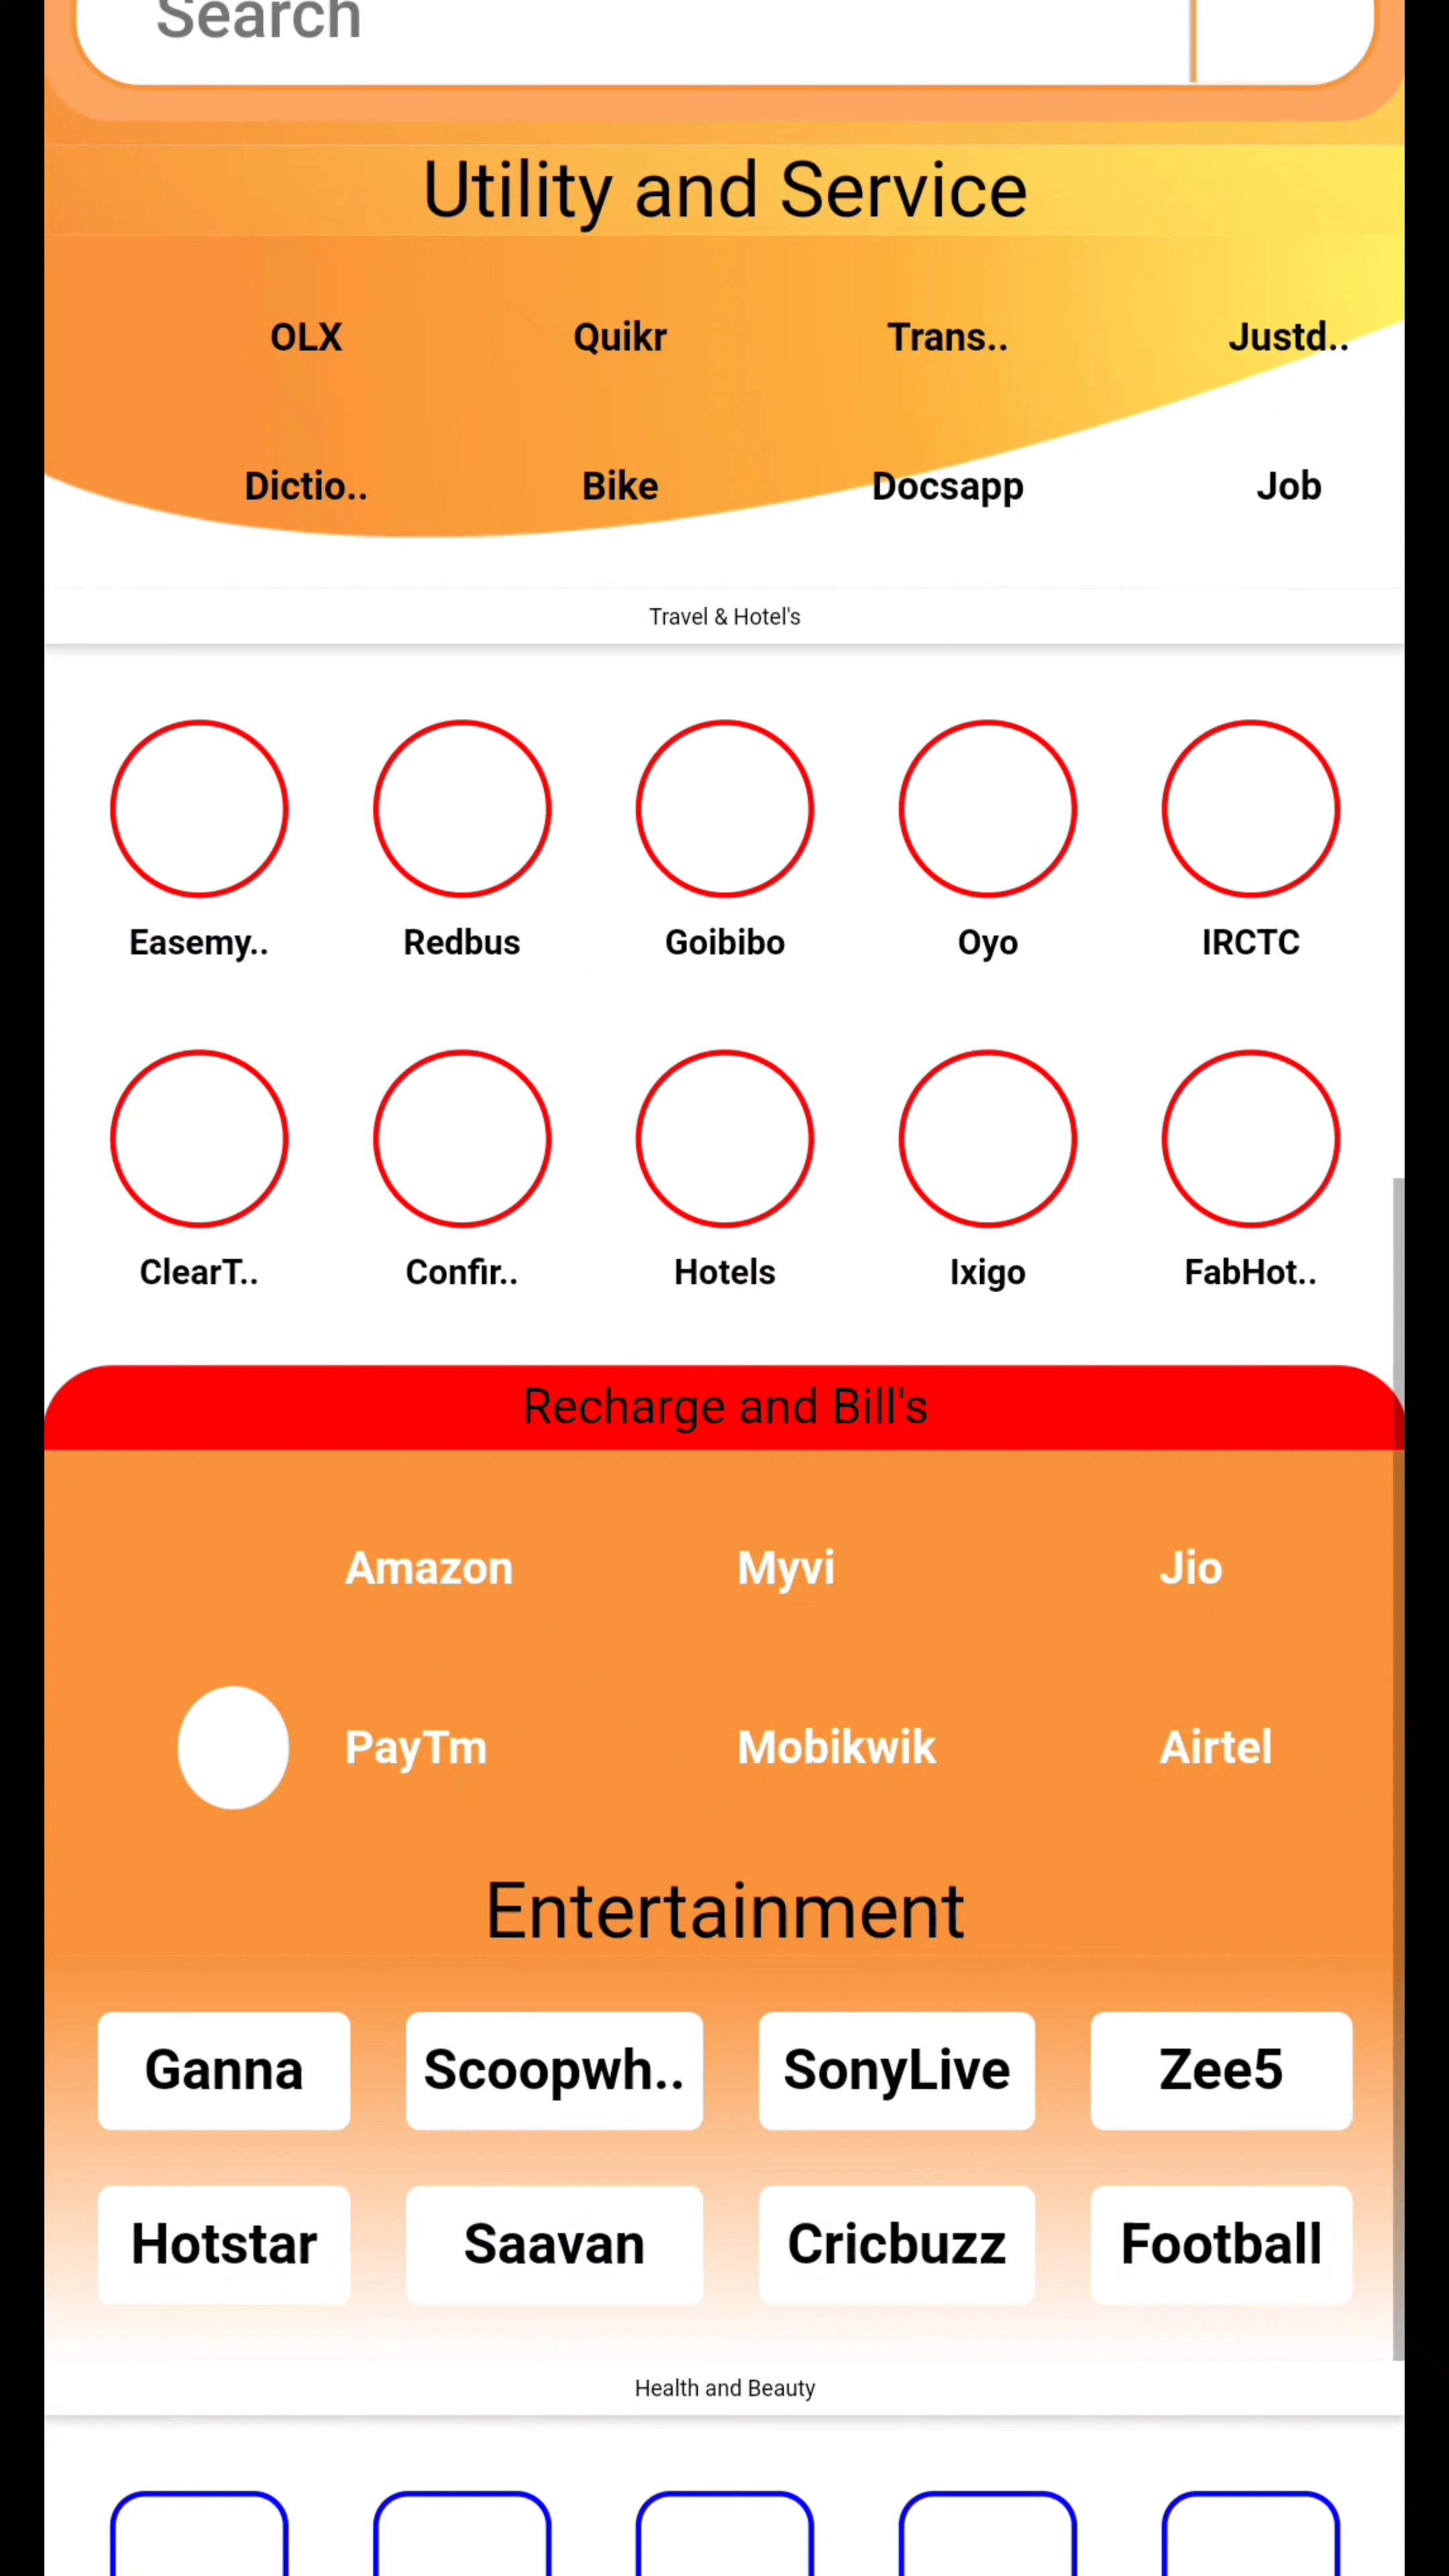 Search
Utility and Service
OLX Quikr Trans.. Justd..
Dictio.. Bike Docsapp Job
Travel & Hotel's
Easemy.. Redbus Goibibo Oyo IRCTC
ClearT.. Confir.. Hotels Ixigo FabHot..
Recharge and Bill's
Amazon Myvi Jio
PayTm Mobikwik Airtel
Entertainment
Ganna Scoopwh.. SonyLive Zee5
Hotstar Saavan Cricbuzz Football
Health and Beauty